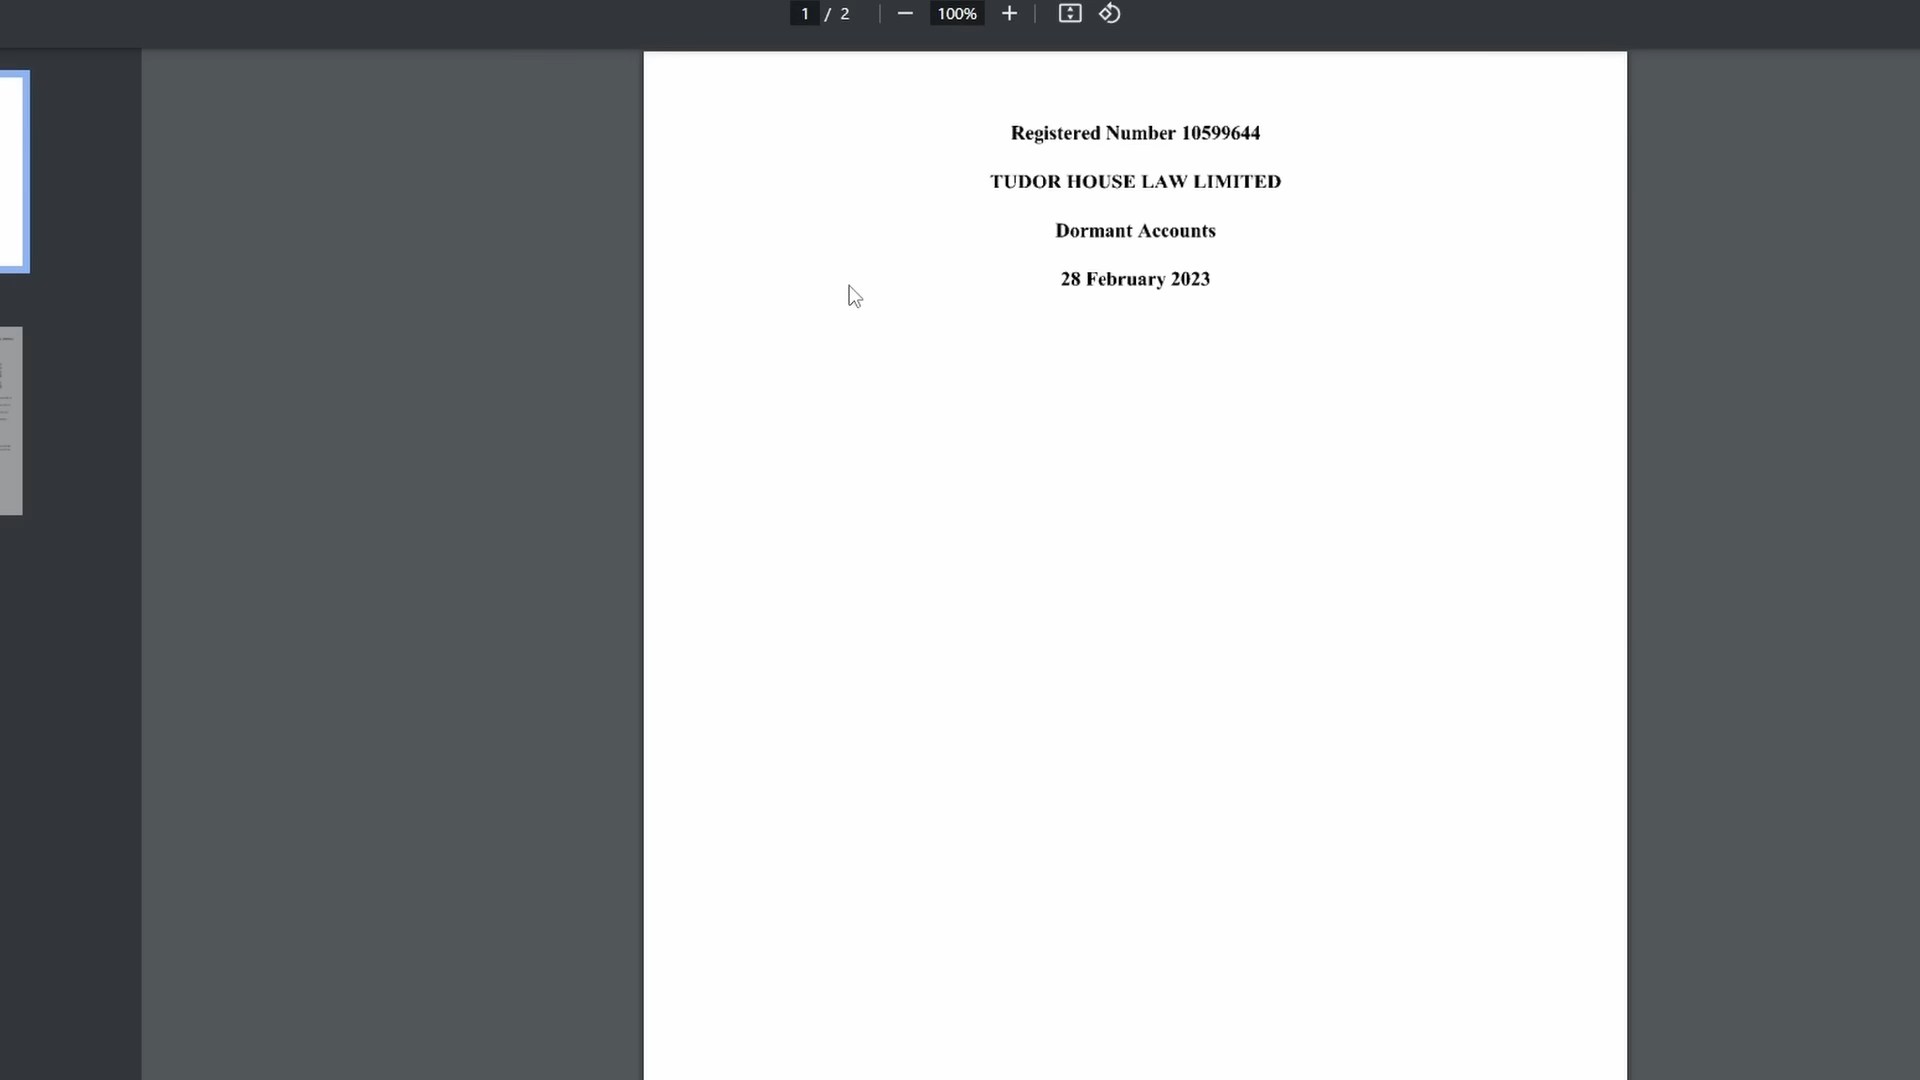 1 / 2 100%
Registered Number 10599644
TUDOR HOUSE LAW LIMITED
Dormant Accounts
28 February 2023